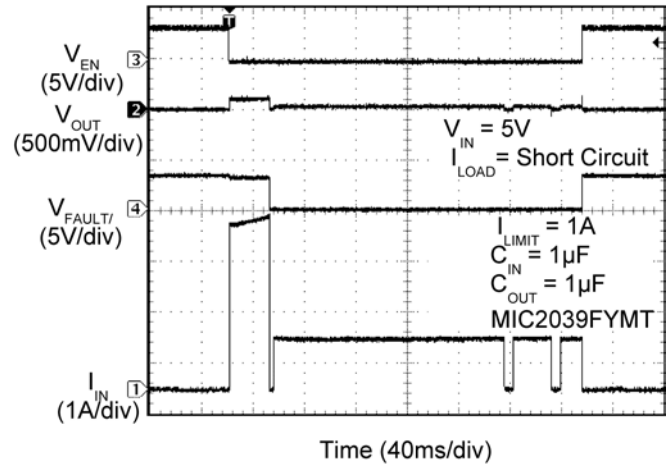 T
V_EN
(5V/div)
3
V_OUT
(500mV/div)
2
V_IN = 5V
I_LOAD = Short Circuit
V_FAULT/
(5V/div)
4
I_LIMIT = 1A
C_IN = 1µF
C_OUT = 1µF
MIC2039FYMT
I_IN
(1A/div)
1
Time (40ms/div)